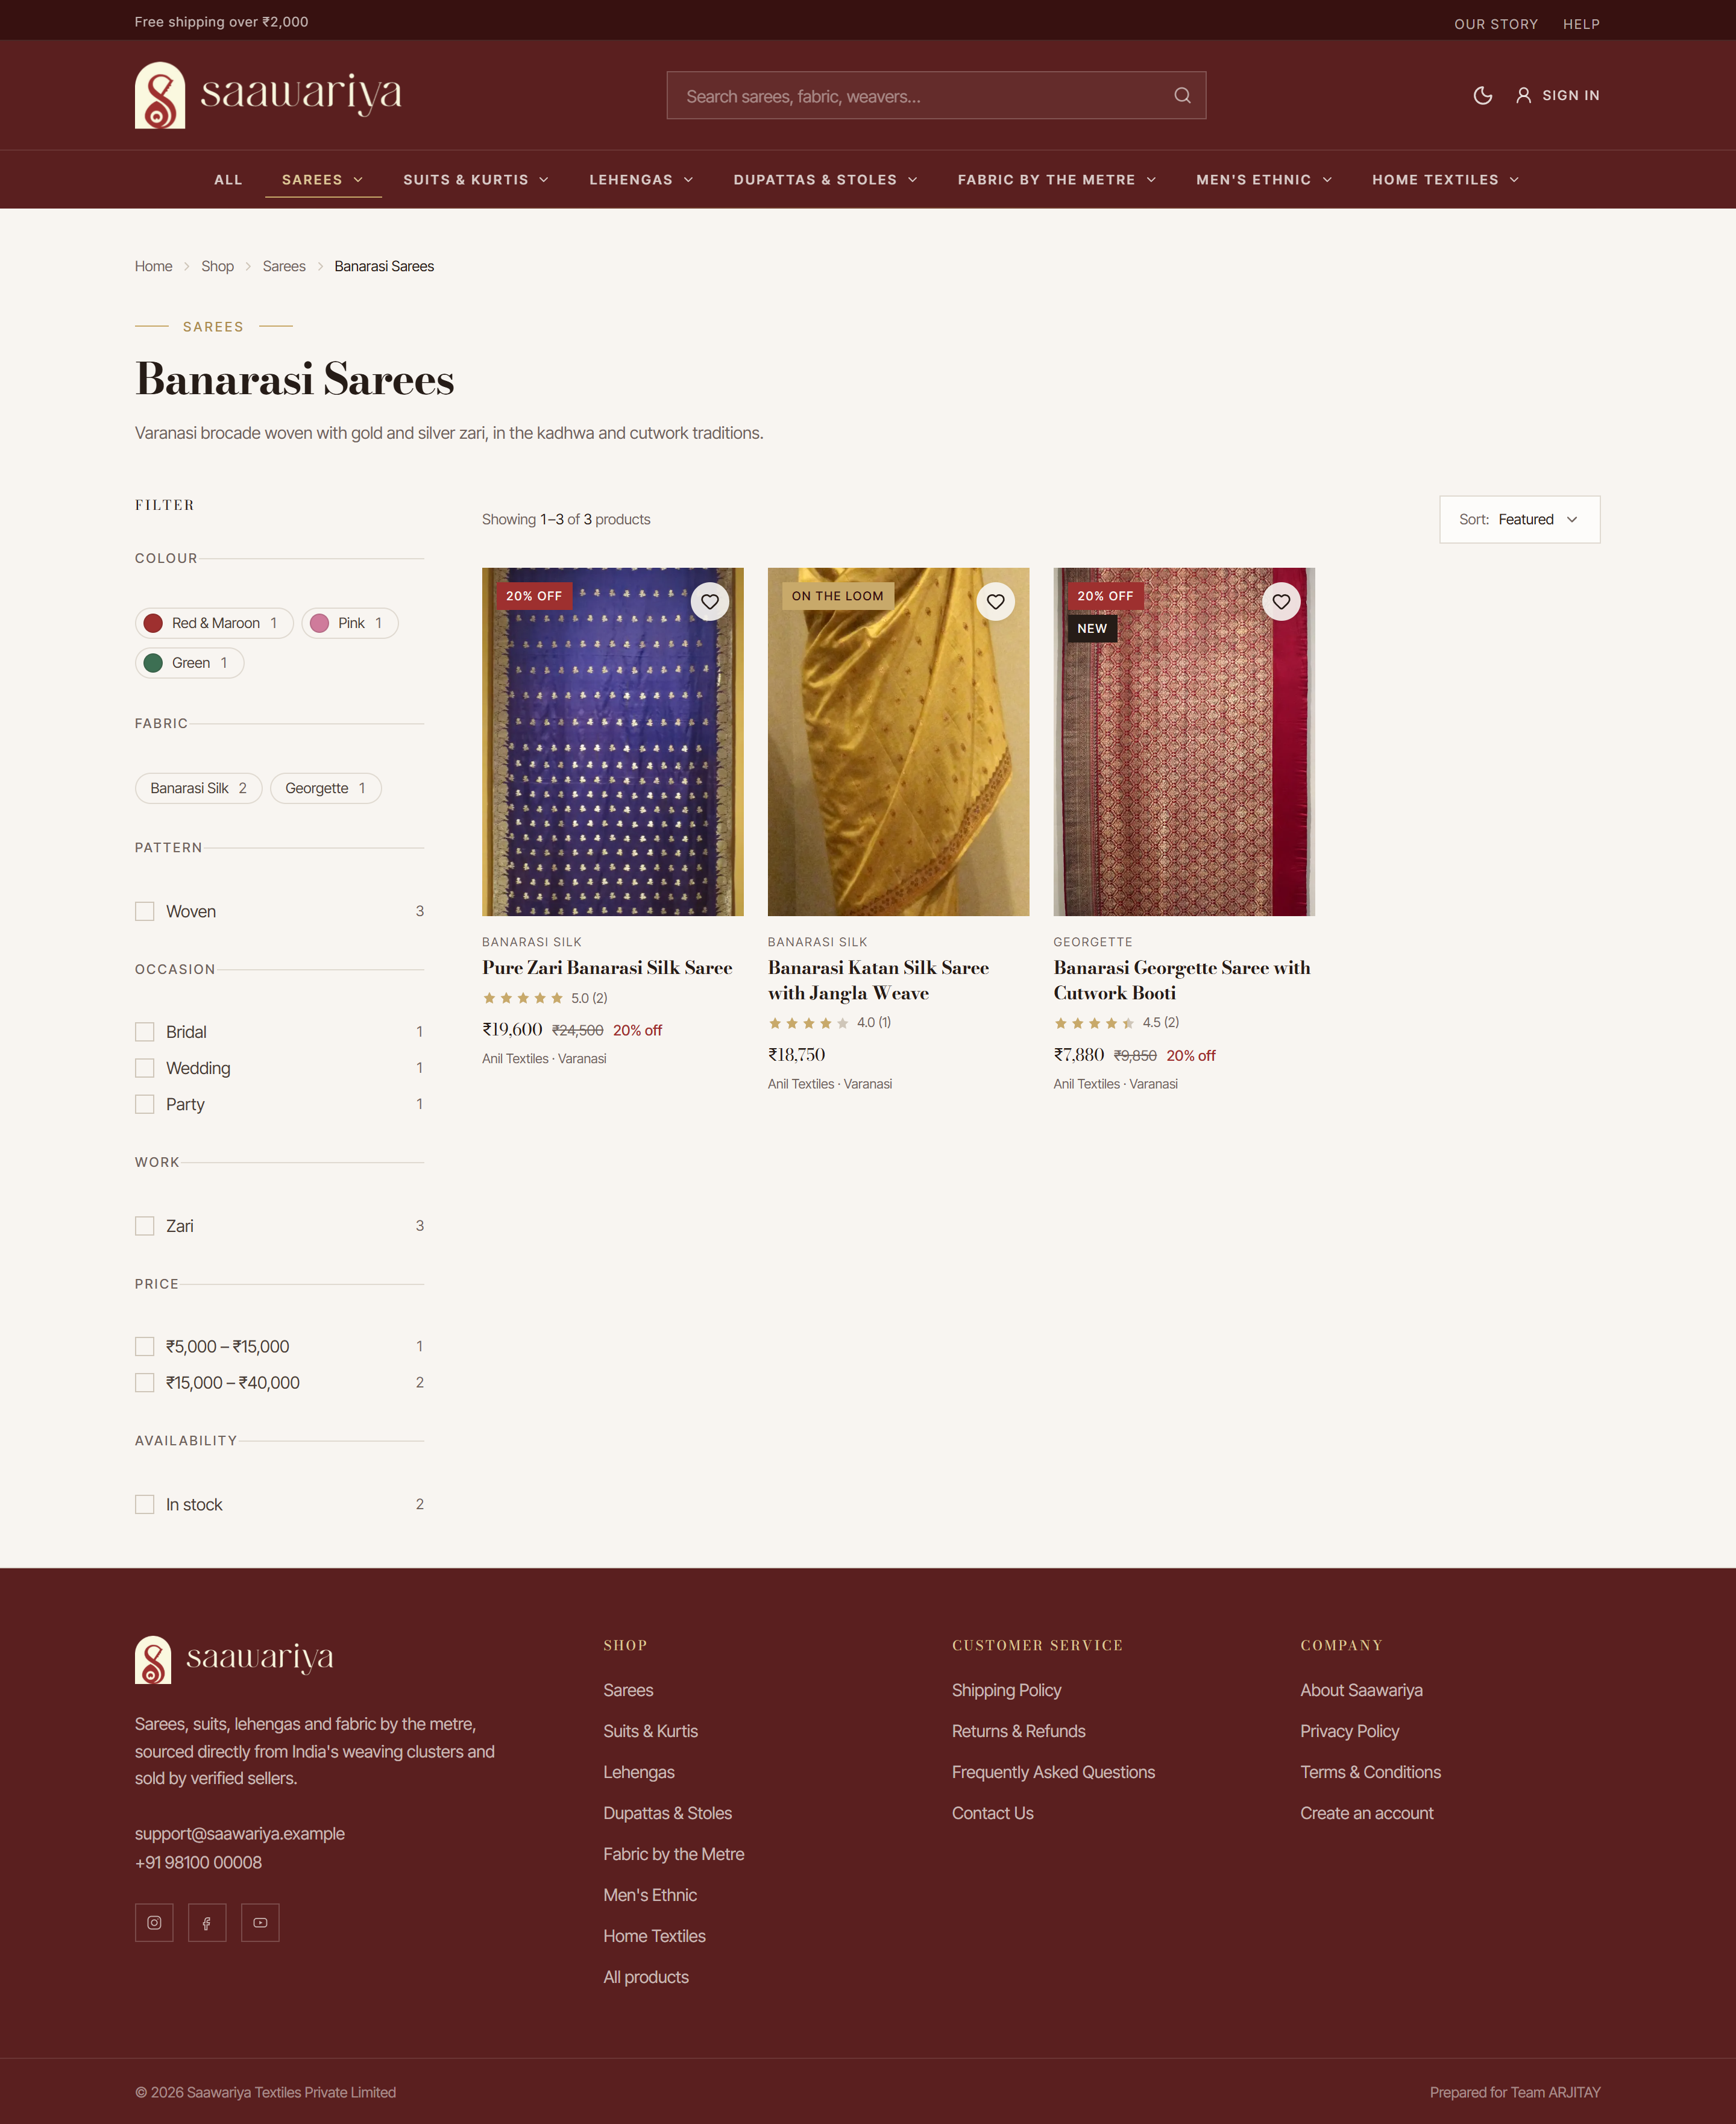 Free shipping over ₹2,000
OUR STORY HELP
saawariya
Search sarees, fabric, weavers...
SIGN IN
ALL SAREES SUITS & KURTIS LEHENGAS DUPATTAS & STOLES FABRIC BY THE METRE MEN'S ETHNIC HOME TEXTILES
Home Shop Sarees Banarasi Sarees
SAREES
Banarasi Sarees
Varanasi brocade woven with gold and silver zari, in the kadhwa and cutwork traditions.
FILTER
COLOUR
Red & Maroon 1 Pink 1
Green 1
FABRIC
Banarasi Silk 2 Georgette 1
PATTERN
Woven 3
OCCASION
Bridal 1
Wedding 1
Party 1
WORK
Zari 3
PRICE
₹5,000 – ₹15,000 1
₹15,000 – ₹40,000 2
AVAILABILITY
In stock 2
Showing 1–3 of 3 products
Sort: Featured
20% OFF
BANARASI SILK
Pure Zari Banarasi Silk Saree
5.0 (2)
₹19,600 ₹24,500 20% off
Anil Textiles · Varanasi
ON THE LOOM
BANARASI SILK
Banarasi Katan Silk Saree
with Jangla Weave
4.0 (1)
₹18,750
Anil Textiles · Varanasi
20% OFF
NEW
GEORGETTE
Banarasi Georgette Saree with
Cutwork Booti
4.5 (2)
₹7,880 ₹9,850 20% off
Anil Textiles · Varanasi
saawariya
Sarees, suits, lehengas and fabric by the metre,
sourced directly from India's weaving clusters and
sold by verified sellers.
support@saawariya.example
+91 98100 00008
SHOP
Sarees
Suits & Kurtis
Lehengas
Dupattas & Stoles
Fabric by the Metre
Men's Ethnic
Home Textiles
All products
CUSTOMER SERVICE
Shipping Policy
Returns & Refunds
Frequently Asked Questions
Contact Us
COMPANY
About Saawariya
Privacy Policy
Terms & Conditions
Create an account
© 2026 Saawariya Textiles Private Limited
Prepared for Team ARJITAY